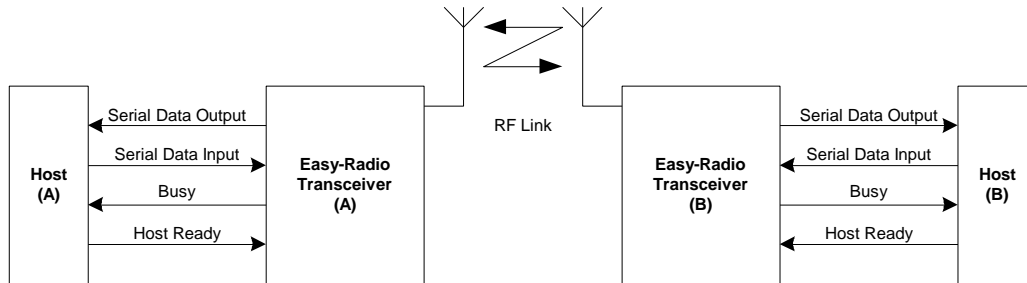 Serial Data Output
Serial Data Input
Busy
Host Ready
Host
(A)
Easy-Radio
Transceiver
(A)
RF Link
Easy-Radio
Transceiver
(B)
Serial Data Output
Serial Data Input
Busy
Host Ready
Host
(B)